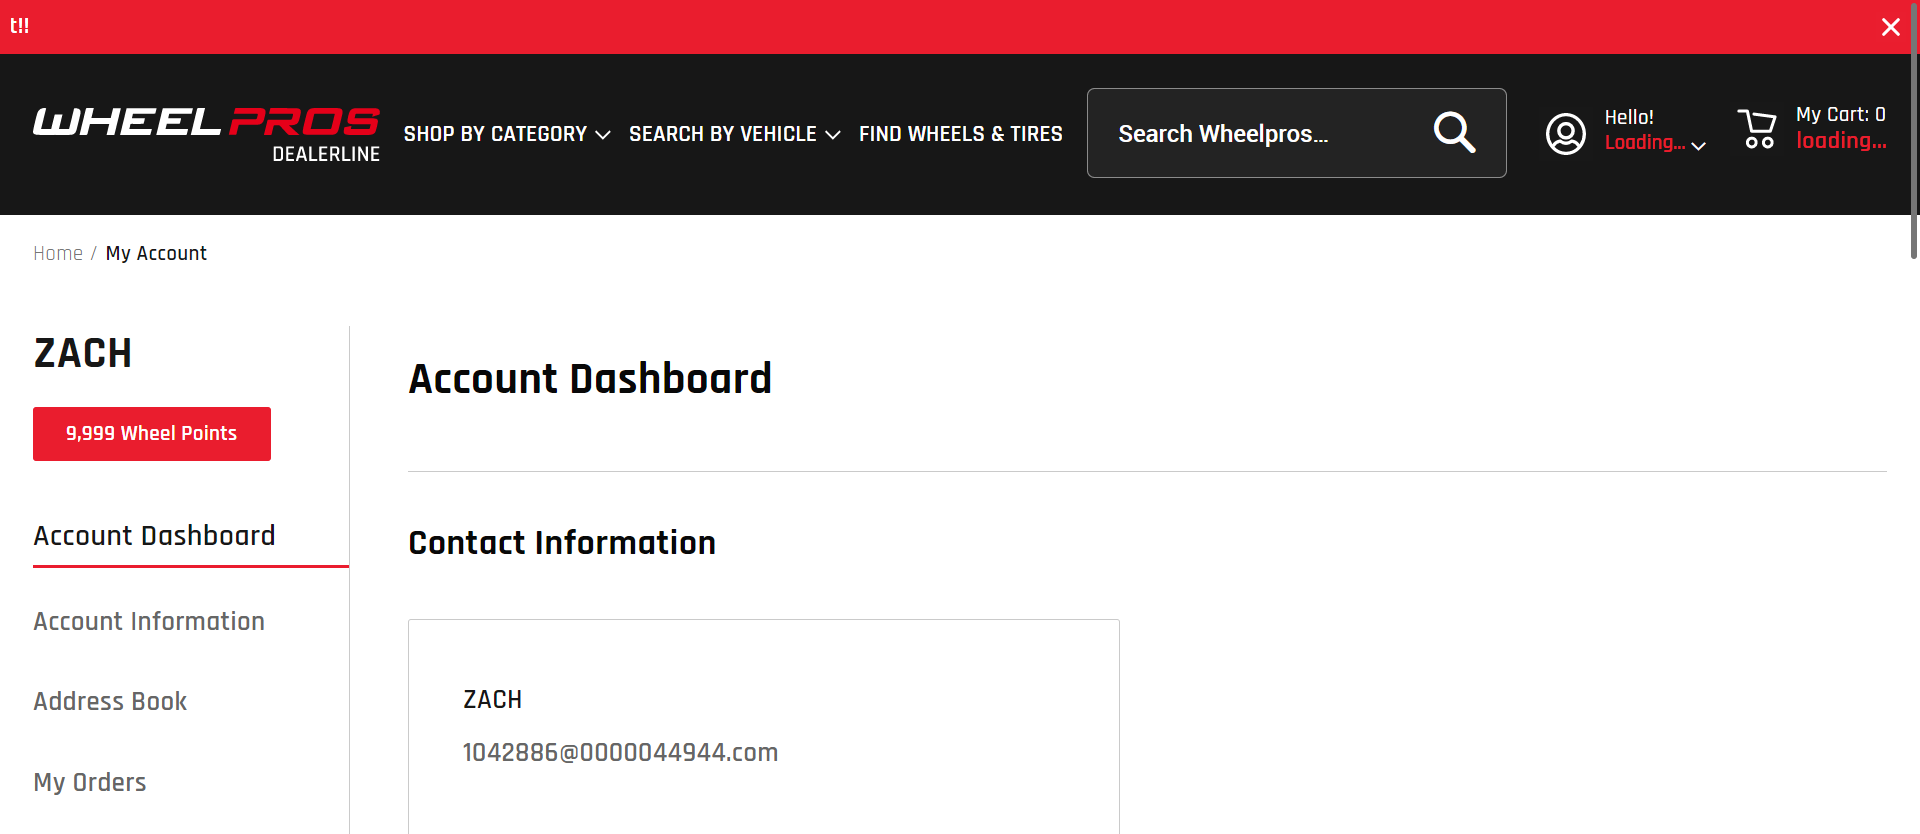 t!!
WHEEL PROS
DEALERLINE
SHOP BY CATEGORY
SEARCH BY VEHICLE
FIND WHEELS & TIRES
Search Wheelpros...
Hello!
Loading...
My Cart: 0
loading...
Home / My Account
ZACH
9,999 Wheel Points
Account Dashboard
Account Information
Address Book
My Orders
Account Dashboard
Contact Information
ZACH
1042886@0000044944.com